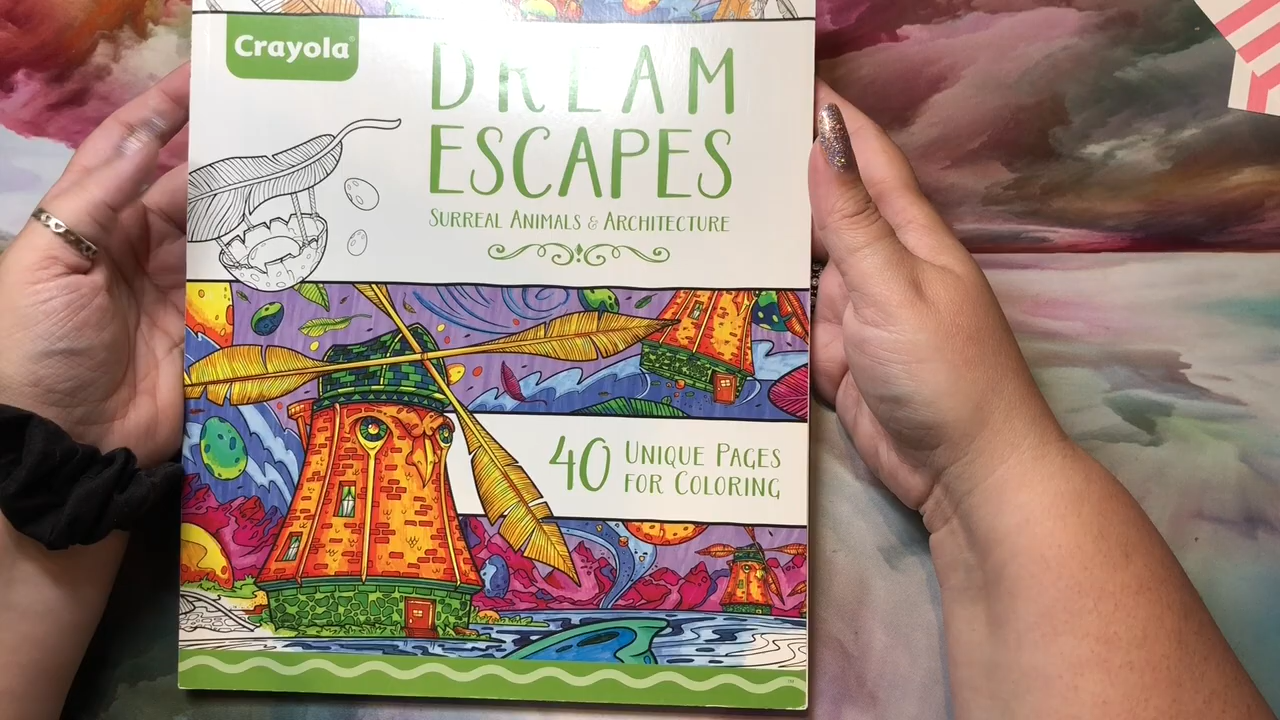 Crayola
DREAM
ESCAPES
SURREAL ANIMALS & ARCHITECTURE
40 UNIQUE PAGES
FOR COLORING